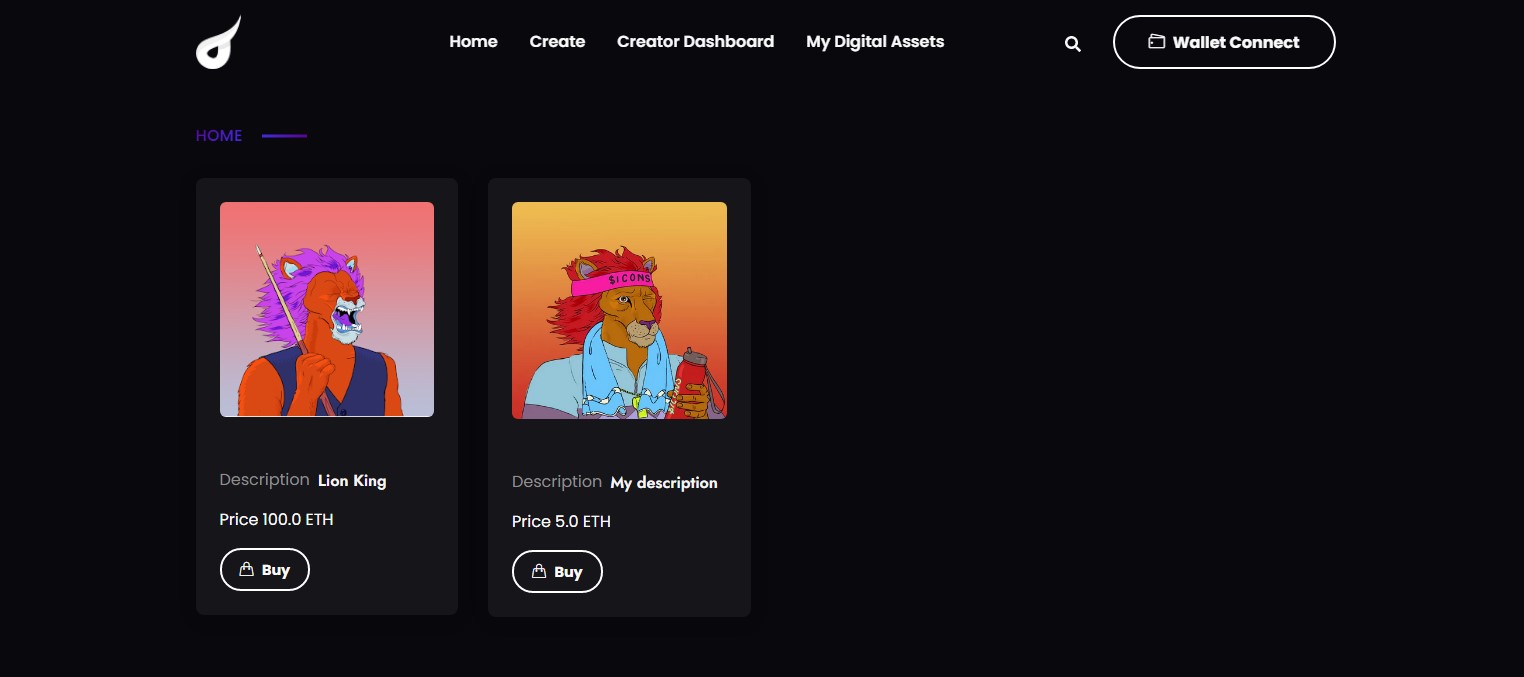 Home Create Creator Dashboard My Digital Assets Wallet Connect
HOME
$ICONS
Description Lion King
Price 100.0 ETH
Buy
Description My description
Price 5.0 ETH
Buy